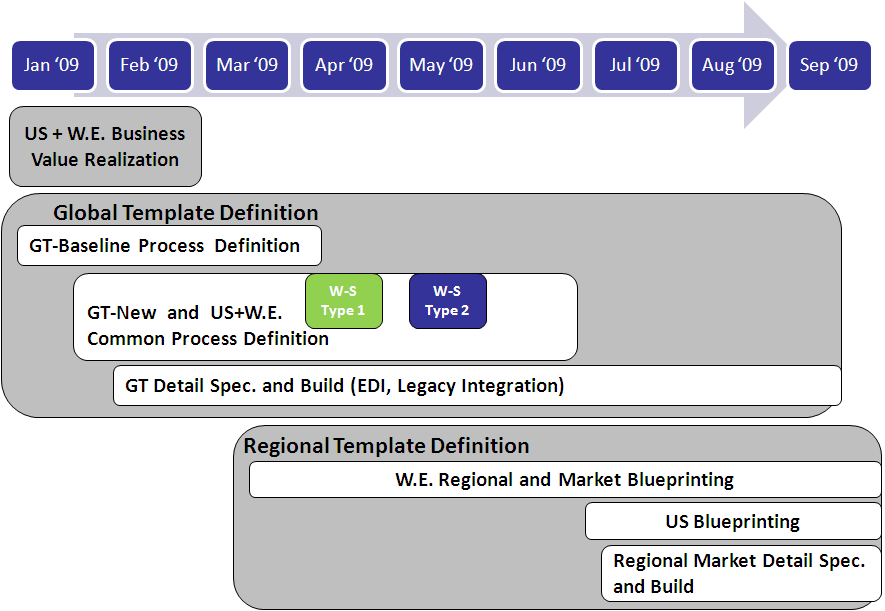 Jan ‘09 Feb ‘09 Mar ‘09 Apr ‘09 May ‘09 Jun ‘09 Jul ‘09 Aug ‘09 Sep ‘09
US + W.E. Business
Value Realization
Global Template Definition
GT-Baseline Process Definition
W-S
Type 1
W-S
Type 2
GT-New and US+W.E.
Common Process Definition
GT Detail Spec. and Build (EDI, Legacy Integration)
Regional Template Definition
W.E. Regional and Market Blueprinting
US Blueprinting
Regional Market Detail Spec.
and Build